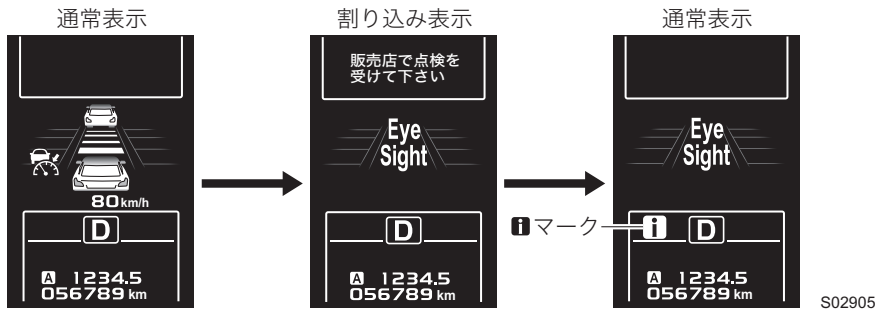 通常表示
割り込み表示
通常表示
販売店で点検を
受けて下さい
Eye
Sight
Eye
Sight
80 km/h
iマーク
i
D
D
D
A 1234.5
056789 km
A 1234.5
056789 km
A 1234.5
056789 km
S02905